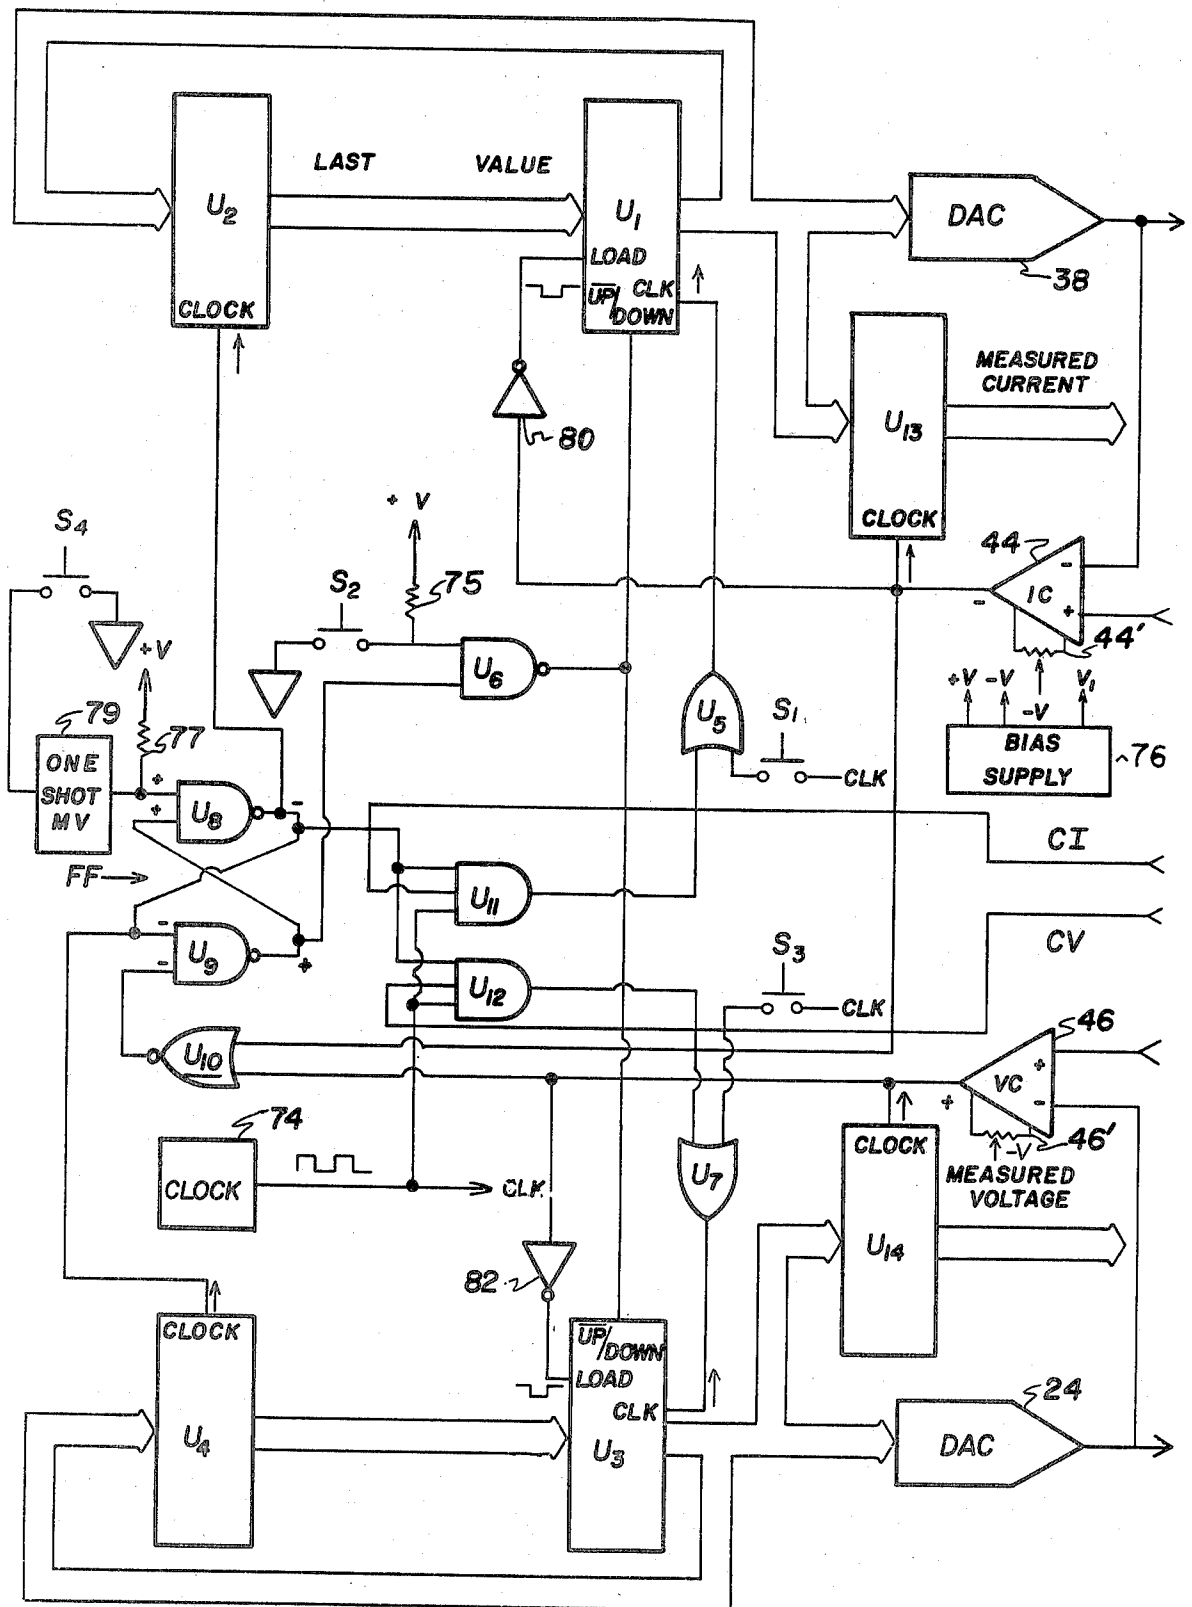 LAST VALUE
U2
U1
LOAD
UP/DOWN
CLK
CLOCK
DAC
38
MEASURED
CURRENT
U13
CLOCK
80
+ V
S4
S2
75
44
IC
-
+
44'
+V -V -V V1
BIAS
SUPPLY
76
U6
U5
S1
CLK
+V
79
77
ONE
SHOT
MV
+
+
U8
-
FF
CI
U11
CV
-
-
U9
+
U12
S3
CLK
46
U10
VC
+
-
+
46'
-V
74
CLOCK
CLK
U7
CLOCK
MEASURED
VOLTAGE
U14
82
CLOCK
UP/DOWN
LOAD
CLK
U4
U3
24
DAC
-